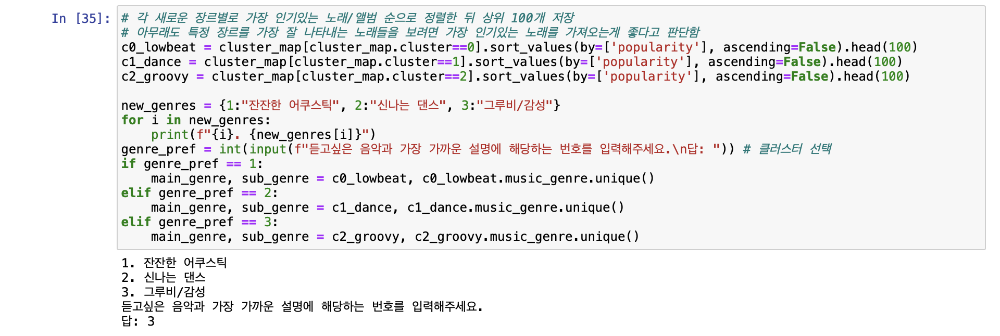 In [35]:
# 각 새로운 장르별로 가장 인기있는 노래/앨범 순으로 정렬한 뒤 상위 100개 저장
# 아무래도 특정 장르를 가장 잘 나타내는 노래들을 보려면 가장 인기있는 노래를 가져오는게 좋다고 판단함
c0_lowbeat = cluster_map[cluster_map.cluster==0].sort_values(by=['popularity'], ascending=False).head(100)
c1_dance = cluster_map[cluster_map.cluster==1].sort_values(by=['popularity'], ascending=False).head(100)
c2_groovy = cluster_map[cluster_map.cluster==2].sort_values(by=['popularity'], ascending=False).head(100)

new_genres = {1:"잔잔한 어쿠스틱", 2:"신나는 댄스", 3:"그루비/감성"}
for i in new_genres:
    print(f"{i}. {new_genres[i]}")
genre_pref = int(input(f"듣고싶은 음악과 가장 가까운 설명에 해당하는 번호를 입력해주세요.\n답: ")) # 클러스터 선택
if genre_pref == 1:
    main_genre, sub_genre = c0_lowbeat, c0_lowbeat.music_genre.unique()
elif genre_pref == 2:
    main_genre, sub_genre = c1_dance, c1_dance.music_genre.unique()
elif genre_pref == 3:
    main_genre, sub_genre = c2_groovy, c2_groovy.music_genre.unique()
1. 잔잔한 어쿠스틱
2. 신나는 댄스
3. 그루비/감성
듣고싶은 음악과 가장 가까운 설명에 해당하는 번호를 입력해주세요.
답: 3